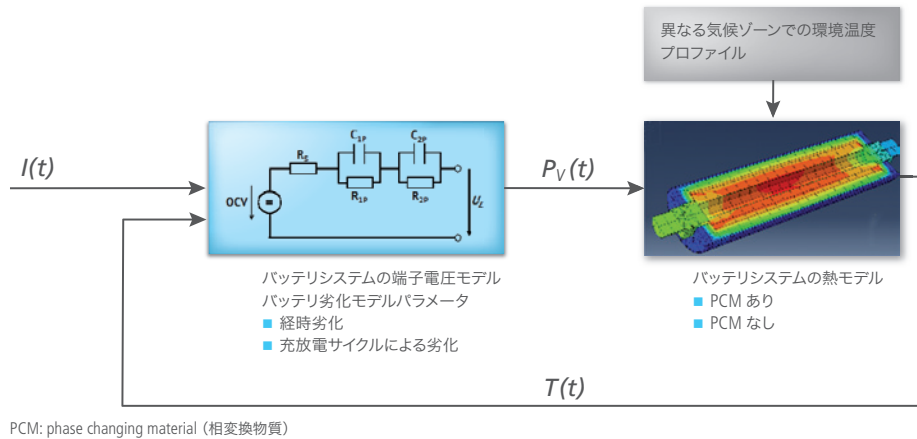 異なる気候ゾーンでの環境温度
プロファイル
I(t)
C1P
C2P
RS
R1P
R2P
OCV
UZ
PV(t)
バッテリシステムの端子電圧モデル
バッテリ劣化モデルパラメータ
■ 経時劣化
■ 充放電サイクルによる劣化
バッテリシステムの熱モデル
■ PCM あり
■ PCM なし
T(t)
PCM: phase changing material（相変換物質）